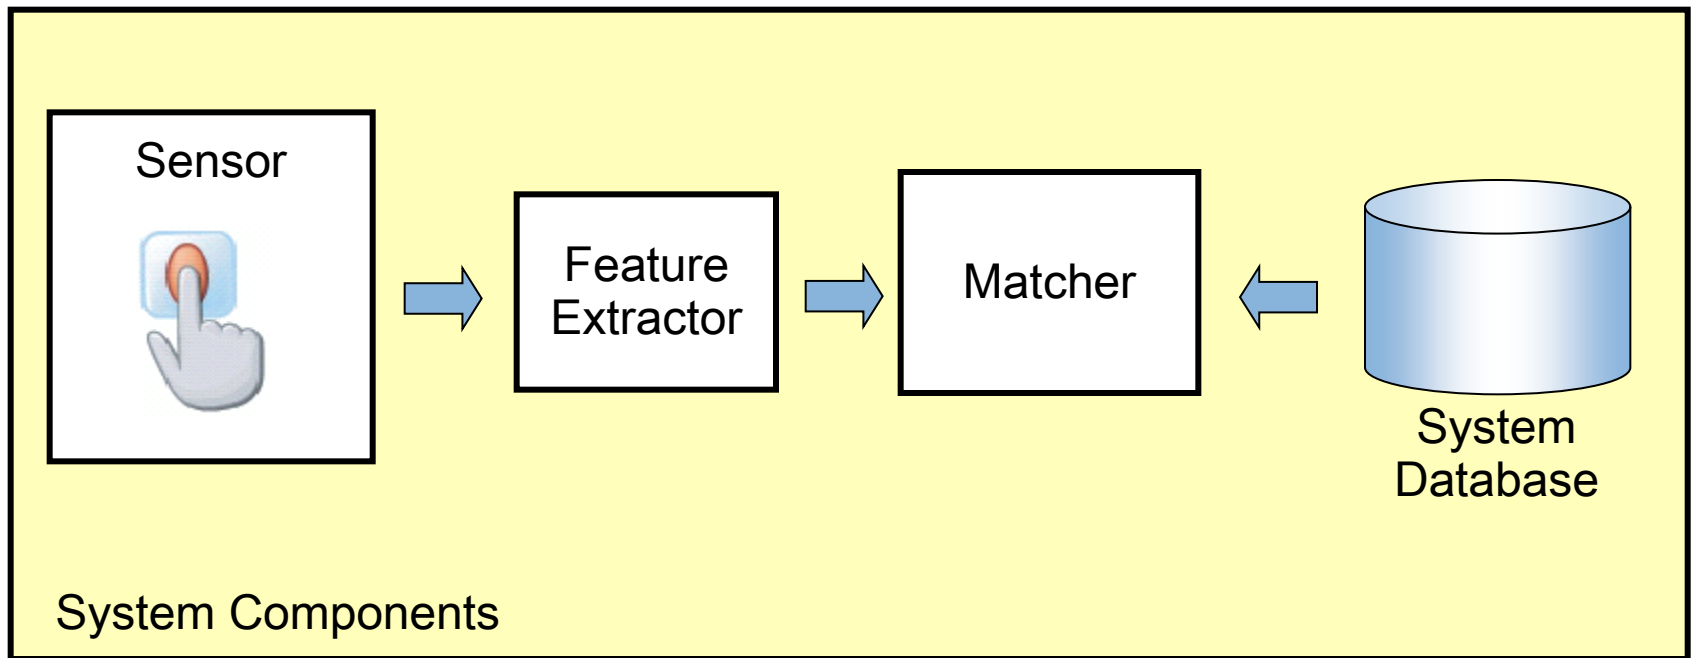 Sensor
Feature
Extractor
Matcher
System
Database
System Components